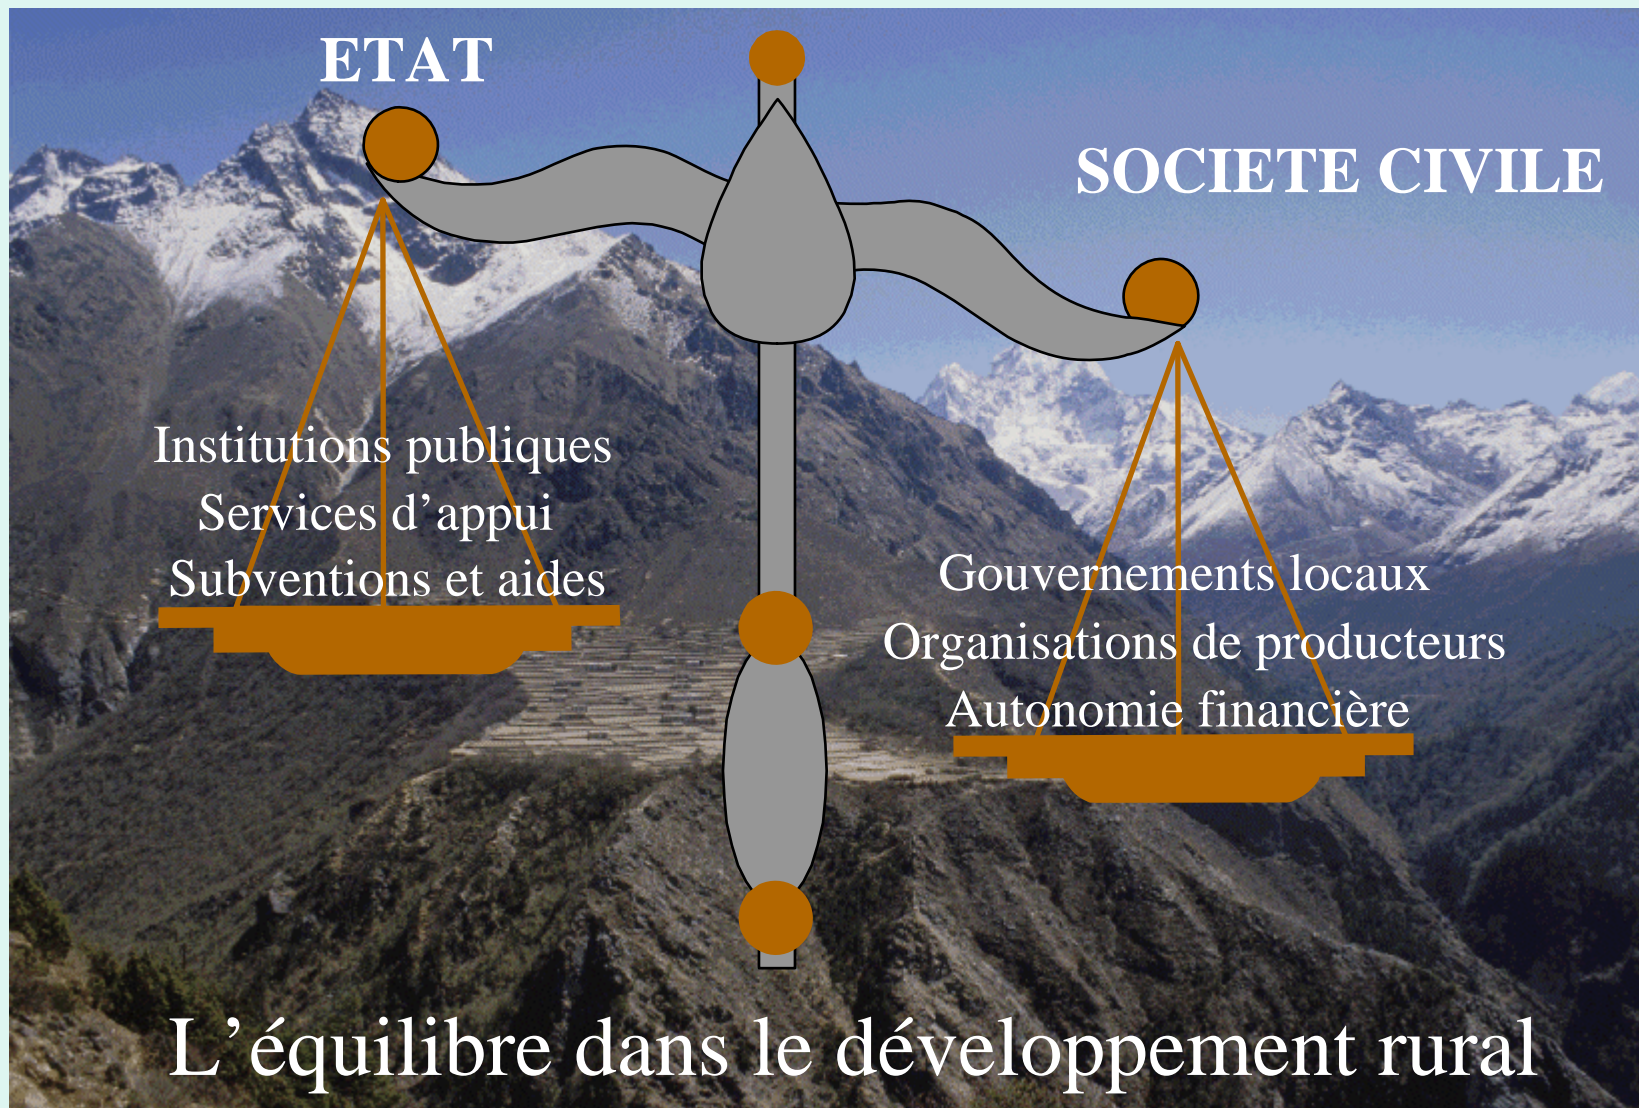 ETAT
SOCIETE CIVILE
Institutions publiques
Services d’appui
Subventions et aides
Gouvernements locaux
Organisations de producteurs
Autonomie financière
L’équilibre dans le développement rural